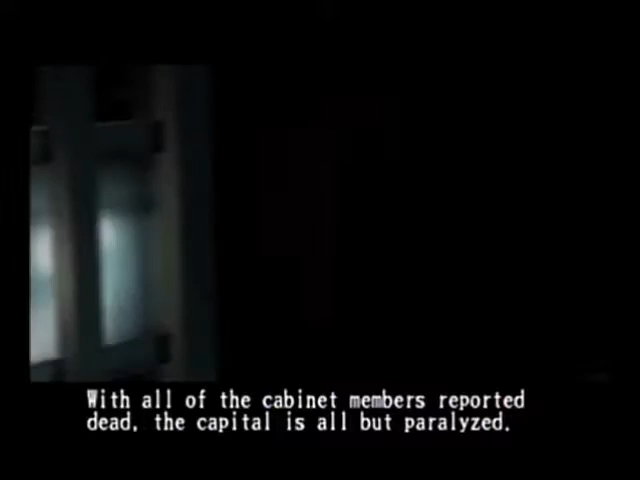 With all of the cabinet members reported
dead, the capital is all but paralyzed.